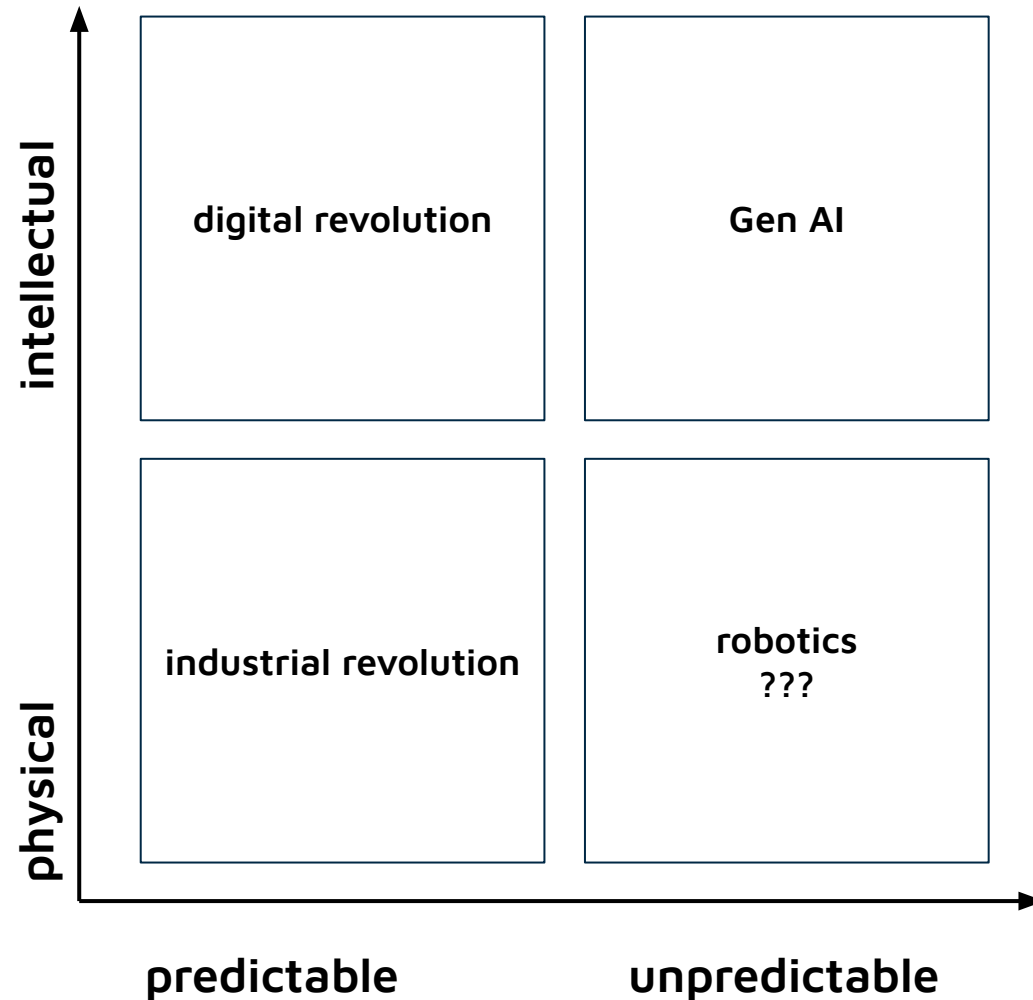 intellectual
digital revolution
Gen AI
physical
industrial revolution
robotics
???
predictable
unpredictable